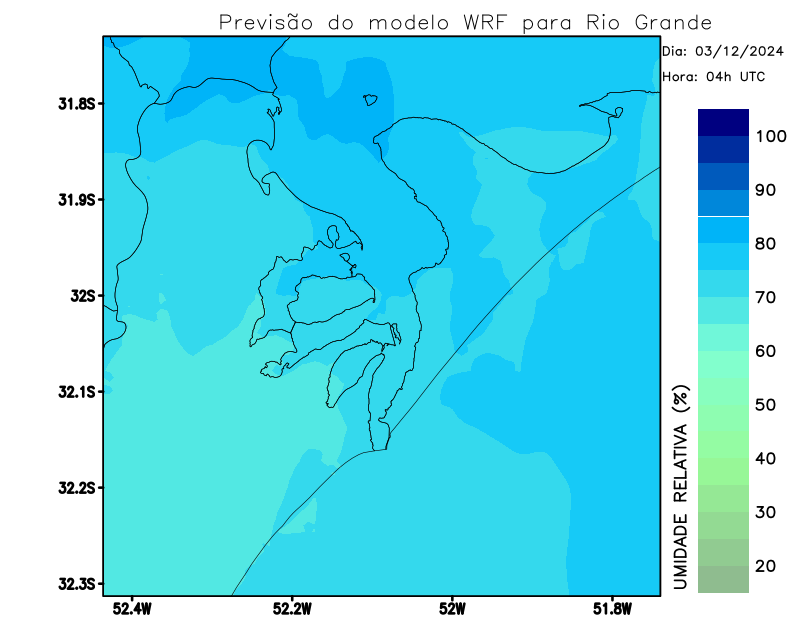 Previsão do modelo WRF para Rio Grande
Dia: 03/12/2024
Hora: 04h UTC
31.8S
31.9S
32S
32.1S
32.2S
32.3S
52.4W
52.2W
52W
51.8W
100
90
80
70
60
50
40
30
20
UMIDADE RELATIVA (%)